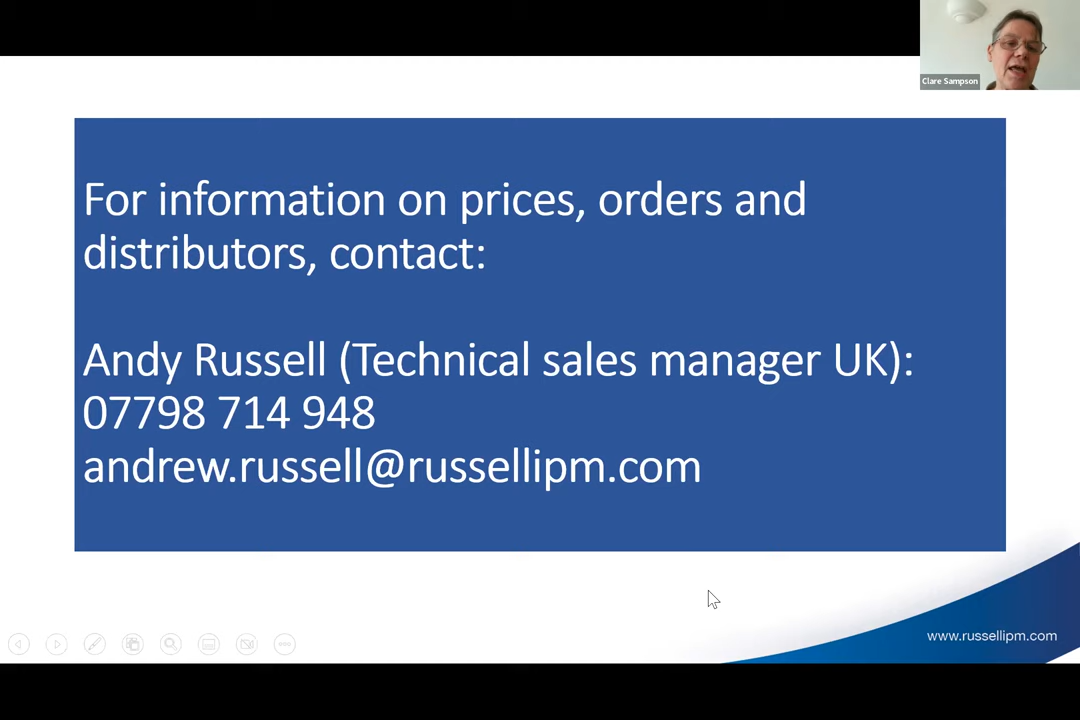 Clare Sampson
For information on prices, orders and
distributors, contact:
Andy Russell (Technical sales manager UK):
07798 714 948
andrew.russell@russellipm.com
www.russellipm.com